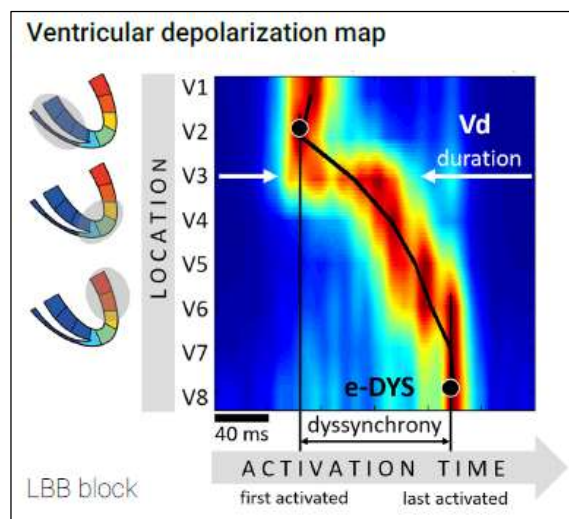 Ventricular depolarization map
LOCATION
V1
V2
V3
V4
V5
V6
V7
V8
Vd
duration
e-DYS
40 ms
dyssynchrony
ACTIVATION TIME
first activated
last activated
LBB block